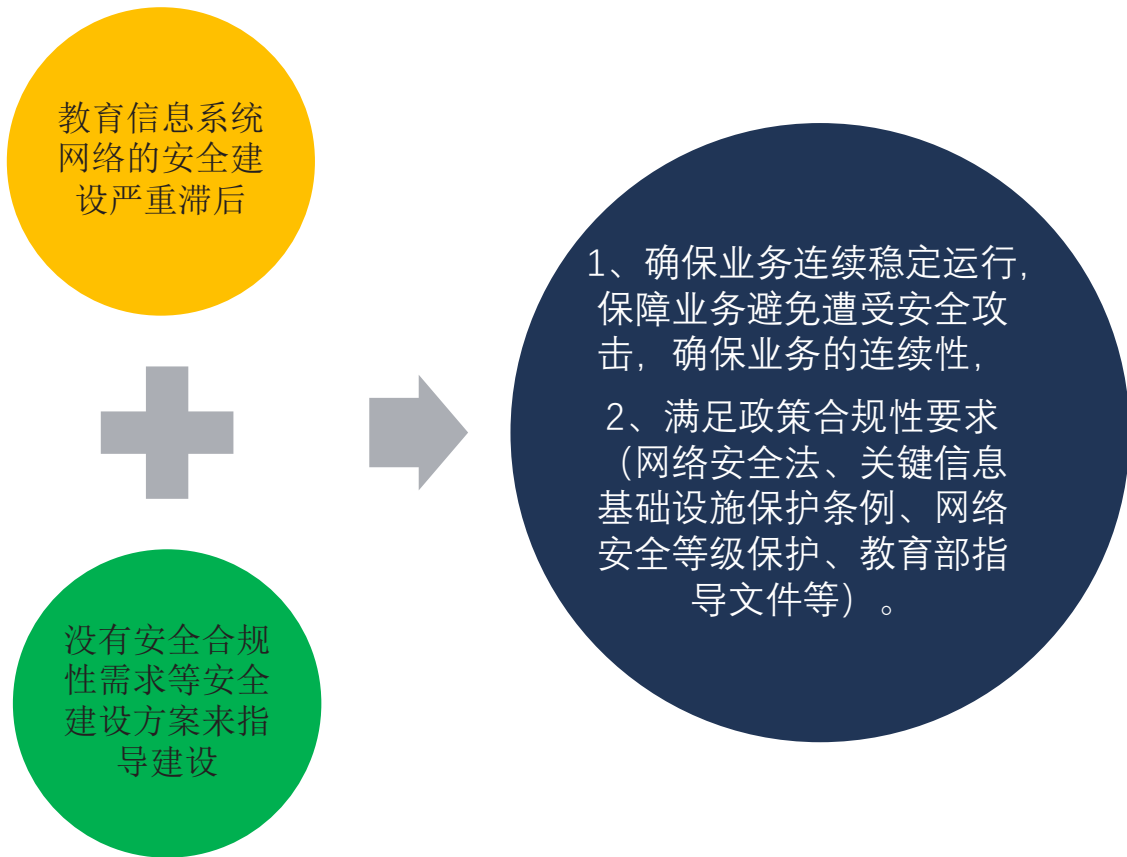 教育信息系统
网络的安全建
设严重滞后
没有安全合规
性需求等安全
建设方案来指
导建设
1、确保业务连续稳定运行,
保障业务避免遭受安全攻
击，确保业务的连续性,
2、满足政策合规性要求
（网络安全法、关键信息
基础设施保护条例、网络
安全等级保护、教育部指
导文件等）。